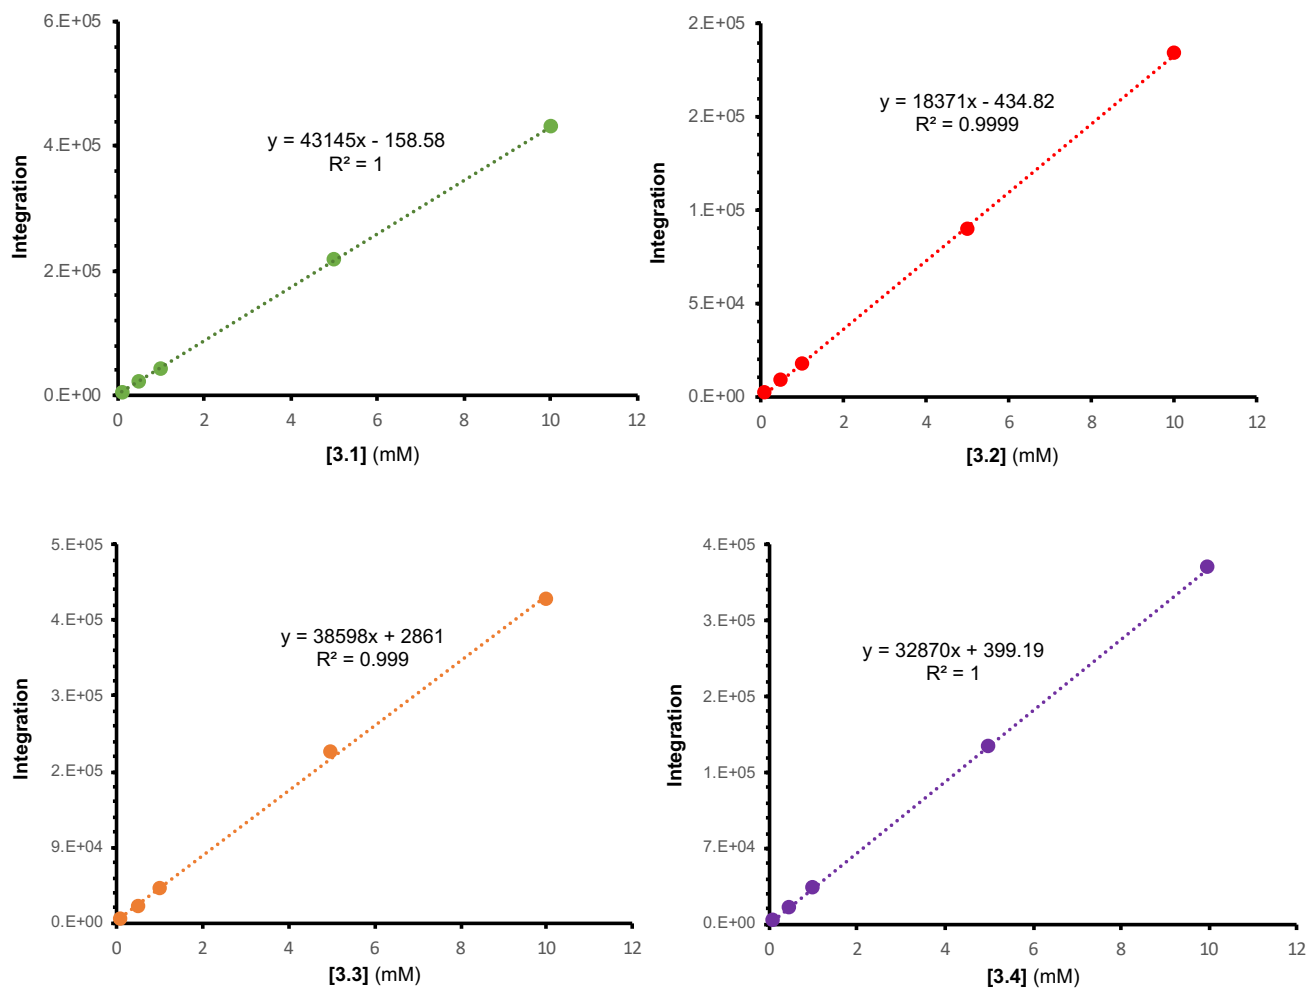 6.E+05
4.E+05
2.E+05
0.E+00
Integration
y = 43145x - 158.58
R² = 1
0 2 4 6 8 10 12
[3.1] (mM)
2.E+05
2.E+05
1.E+05
5.E+04
0.E+00
Integration
y = 18371x - 434.82
R² = 0.9999
0 2 4 6 8 10 12
[3.2] (mM)
5.E+05
4.E+05
3.E+05
2.E+05
9.E+04
0.E+00
Integration
y = 38598x + 2861
R² = 0.999
0 2 4 6 8 10 12
[3.3] (mM)
4.E+05
3.E+05
2.E+05
1.E+05
7.E+04
0.E+00
Integration
y = 32870x + 399.19
R² = 1
0 2 4 6 8 10 12
[3.4] (mM)